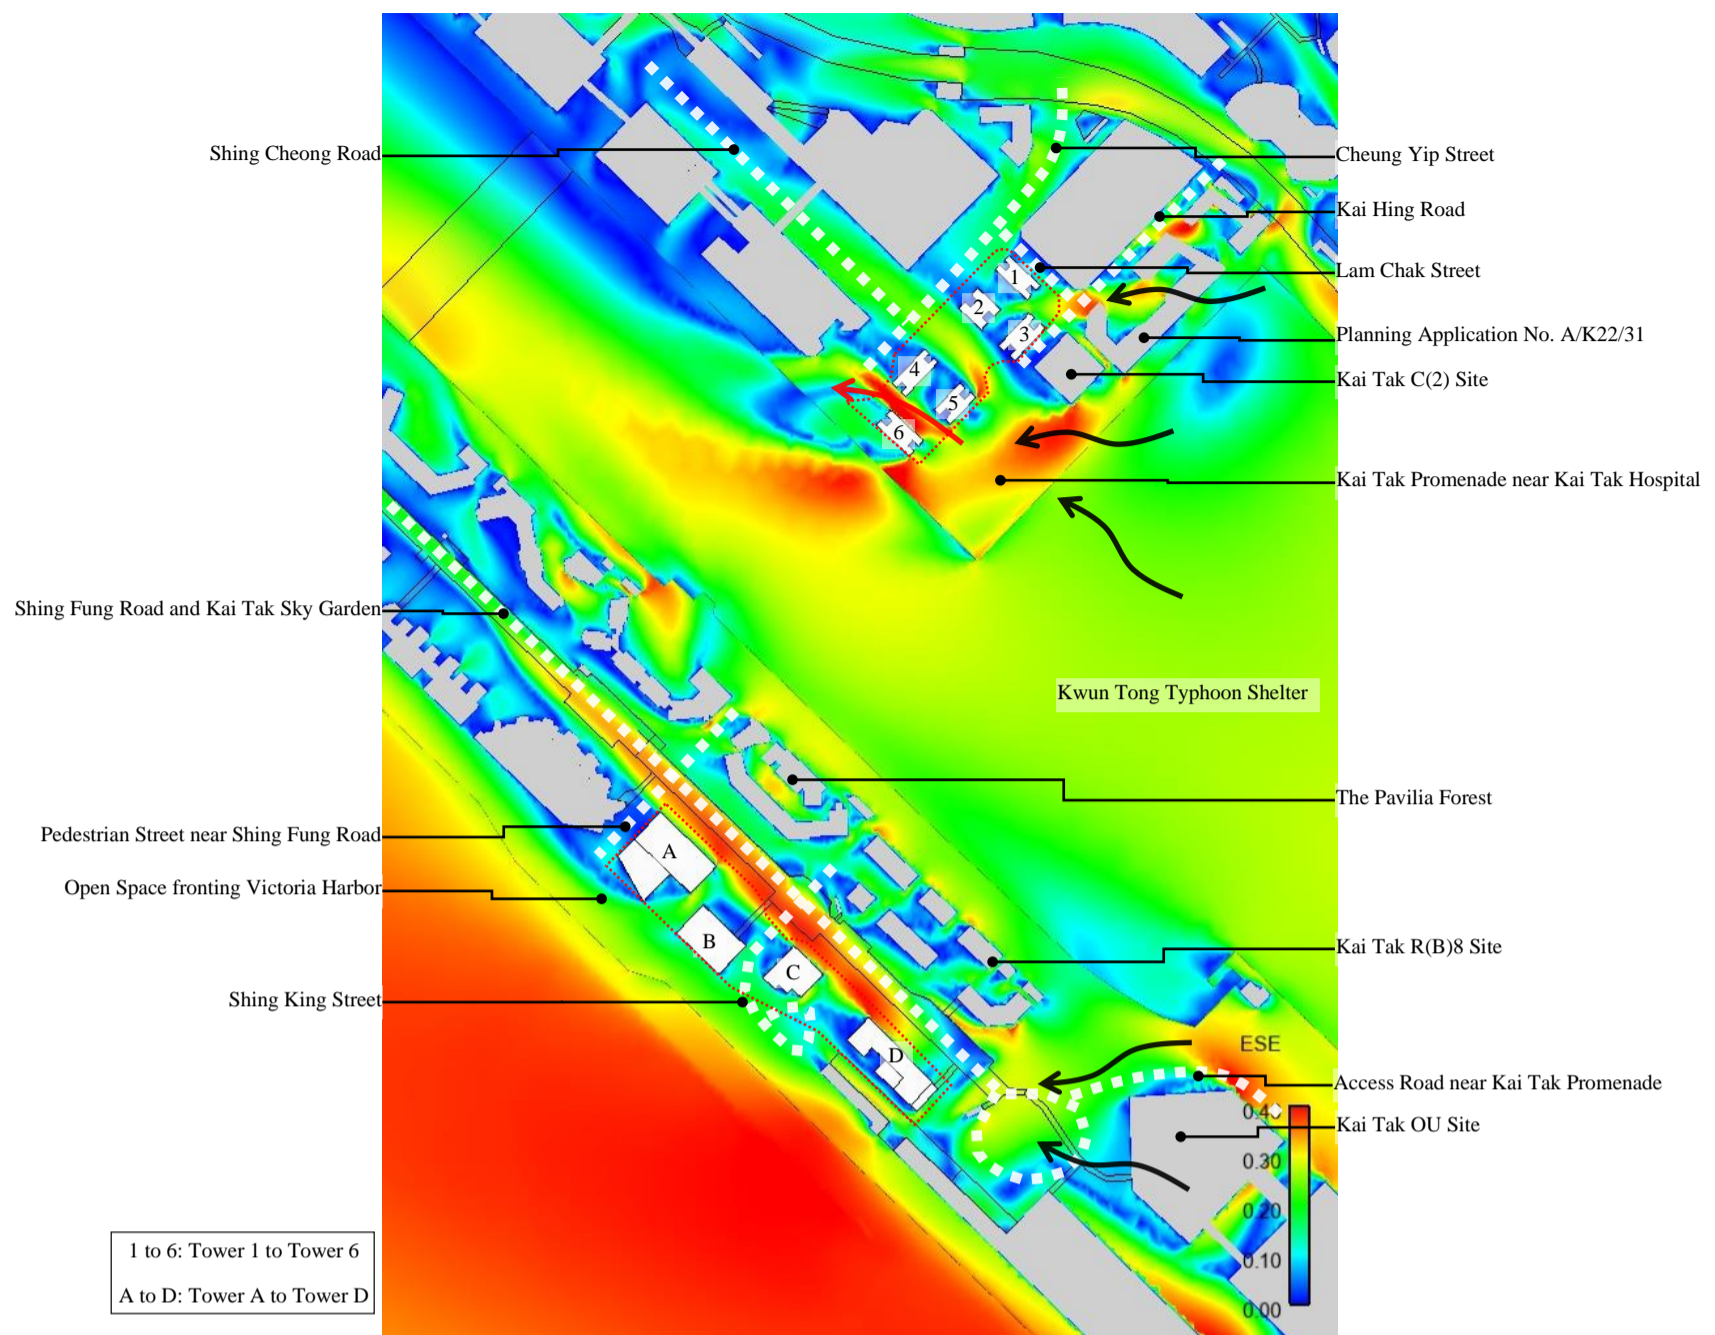 Shing Cheong Road
Cheung Yip Street
Kai Hing Road
Lam Chak Street
1
2
3
Planning Application No. A/K22/31
4
Kai Tak C(2) Site
5
6
Kai Tak Promenade near Kai Tak Hospital
Shing Fung Road and Kai Tak Sky Garden
Kwun Tong Typhoon Shelter
The Pavilia Forest
Pedestrian Street near Shing Fung Road
A
Open Space fronting Victoria Harbor
B
Kai Tak R(B)8 Site
C
Shing King Street
D
ESE
Access Road near Kai Tak Promenade
0.40
Kai Tak OU Site
0.30
0.20
0.10
0.00
1 to 6: Tower 1 to Tower 6
A to D: Tower A to Tower D